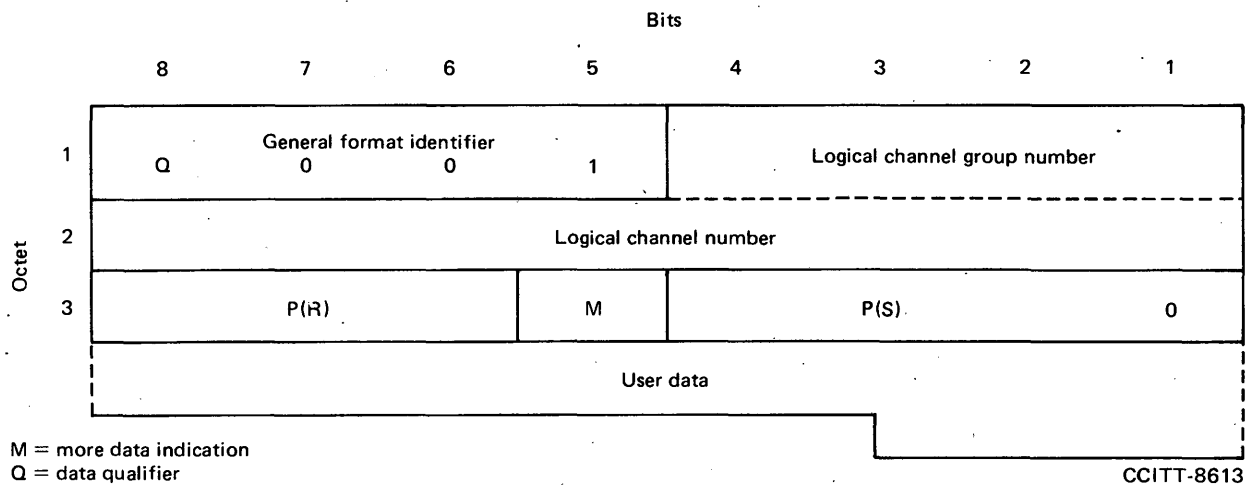 Bits
8 7 6 5 4 3 2 1
General format identifier
1 Q 0 0 1 Logical channel group number
Octet
2 Logical channel number
3 P(R) M P(S) 0
User data
M = more data indication
Q = data qualifier
CCITT-8613